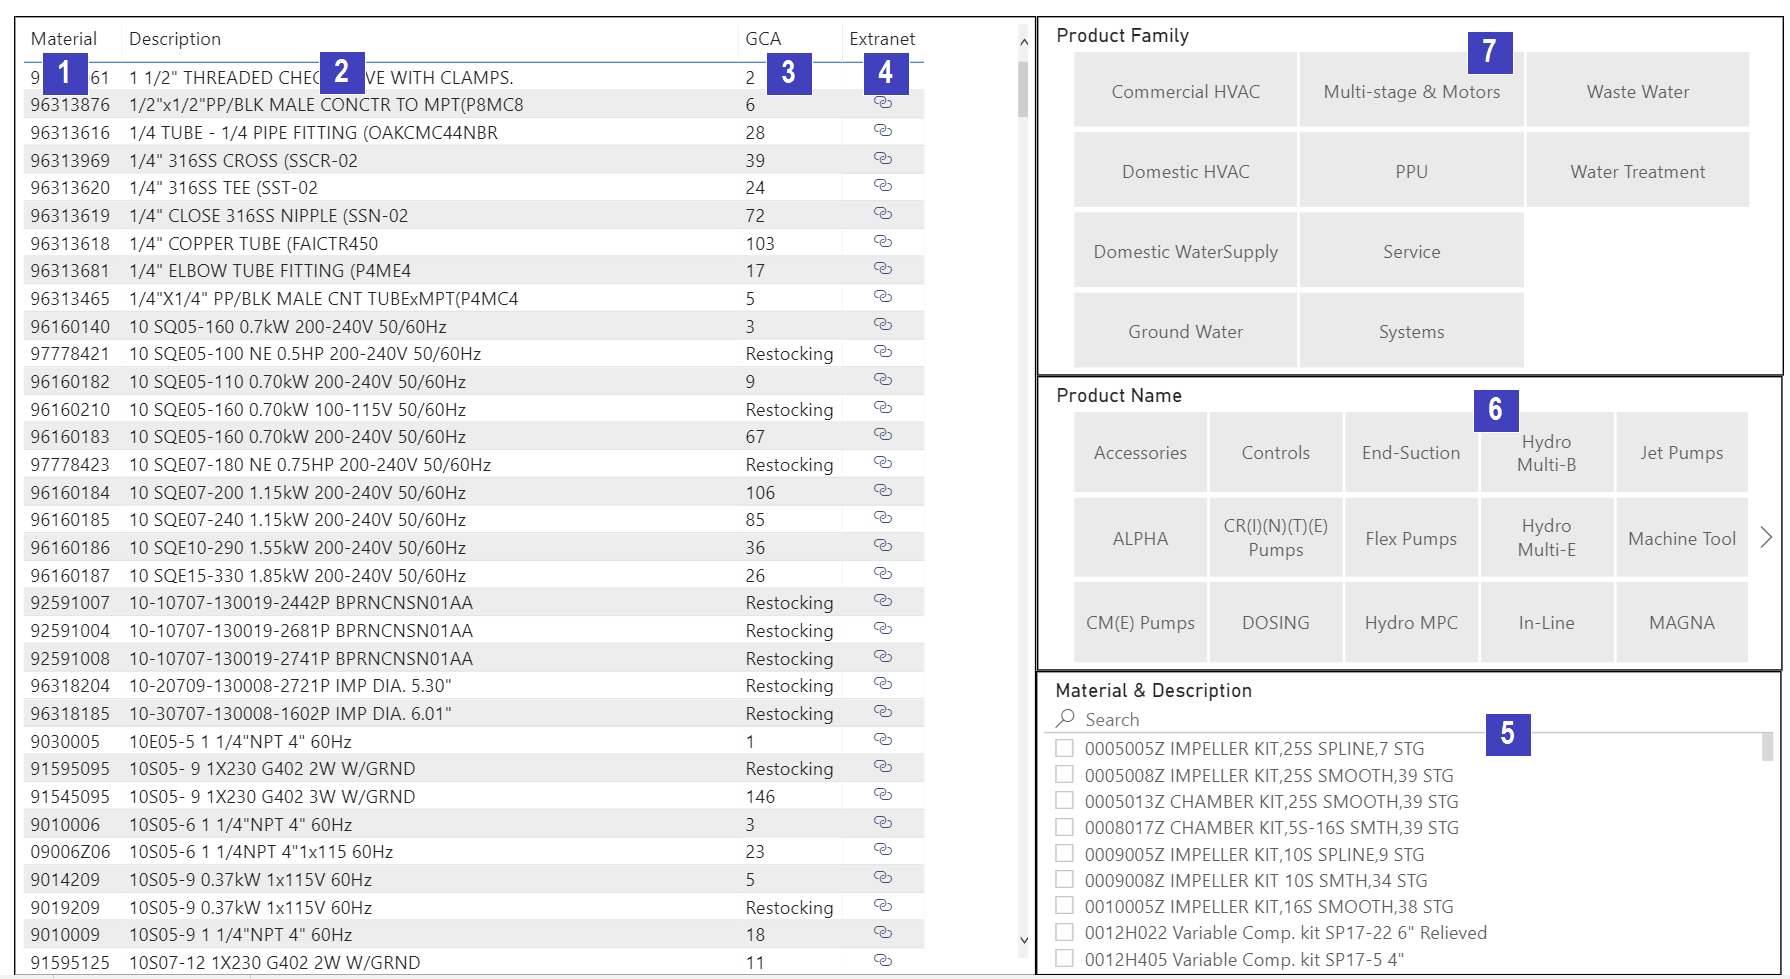 Material Description GCA Extranet
1 2 3 4
61 1 1/2" THREADED CHEC VE WITH CLAMPS. 2
96313876 1/2"x1/2"PP/BLK MALE CONCTR TO MPT(P8MC8 6
96313616 1/4 TUBE - 1/4 PIPE FITTING (OAKCMC44NBR 28
96313969 1/4" 316SS CROSS (SSCR-02 39
96313620 1/4" 316SS TEE (SST-02 24
96313619 1/4" CLOSE 316SS NIPPLE (SSN-02 72
96313618 1/4" COPPER TUBE (FAICTR450 103
96313681 1/4" ELBOW TUBE FITTING (P4ME4 17
96313465 1/4"X1/4" PP/BLK MALE CNT TUBExMPT(P4MC4 5
96160140 10 SQ05-160 0.7kW 200-240V 50/60Hz 3
97778421 10 SQE05-100 NE 0.5HP 200-240V 50/60Hz Restocking
96160182 10 SQE05-110 0.70kW 200-240V 50/60Hz 9
96160210 10 SQE05-160 0.70kW 100-115V 50/60Hz Restocking
96160183 10 SQE05-160 0.70kW 200-240V 50/60Hz 67
97778423 10 SQE07-180 NE 0.75HP 200-240V 50/60Hz Restocking
96160184 10 SQE07-200 1.15kW 200-240V 50/60Hz 106
96160185 10 SQE07-240 1.15kW 200-240V 50/60Hz 85
96160186 10 SQE10-290 1.55kW 200-240V 50/60Hz 36
96160187 10 SQE15-330 1.85kW 200-240V 50/60Hz 26
92591007 10-10707-130019-2442P BPRNCNSN01AA Restocking
92591004 10-10707-130019-2681P BPRNCNSN01AA Restocking
92591008 10-10707-130019-2741P BPRNCNSN01AA Restocking
96318204 10-20709-130008-2721P IMP DIA. 5.30" Restocking
96318185 10-30707-130008-1602P IMP DIA. 6.01" Restocking
9030005 10E05-5 1 1/4"NPT 4" 60Hz 1
91595095 10S05- 9 1X230 G402 2W W/GRND Restocking
91545095 10S05- 9 1X230 G402 3W W/GRND 146
9010006 10S05-6 1 1/4"NPT 4" 60Hz 3
09006Z06 10S05-6 1 1/4NPT 4"1x115 60Hz 23
9014209 10S05-9 0.37kW 1x115V 60Hz 5
9019209 10S05-9 0.37kW 1x115V 60Hz Restocking
9010009 10S05-9 1 1/4"NPT 4" 60Hz 18
91595125 10S07-12 1X230 G402 2W W/GRND 11
Product Family
7
Commercial HVAC Multi-stage & Motors Waste Water
Domestic HVAC PPU Water Treatment
Domestic WaterSupply Service
Ground Water Systems
Product Name
6
Accessories Controls End-Suction Hydro Multi-B Jet Pumps
ALPHA CR(I)(N)(T)(E) Pumps Flex Pumps Hydro Multi-E Machine Tool
CM(E) Pumps DOSING Hydro MPC In-Line MAGNA
Material & Description
Search
5
0005005Z IMPELLER KIT,25S SPLINE,7 STG
0005008Z IMPELLER KIT,25S SMOOTH,39 STG
0005013Z CHAMBER KIT,25S SMOOTH,39 STG
0008017Z CHAMBER KIT,5S-16S SMTH,39 STG
0009005Z IMPELLER KIT,10S SPLINE,9 STG
0009008Z IMPELLER KIT 10S SMTH,34 STG
0010005Z IMPELLER KIT,16S SMOOTH,38 STG
0012H022 Variable Comp. kit SP17-22 6" Relieved
0012H405 Variable Comp. kit SP17-5 4"